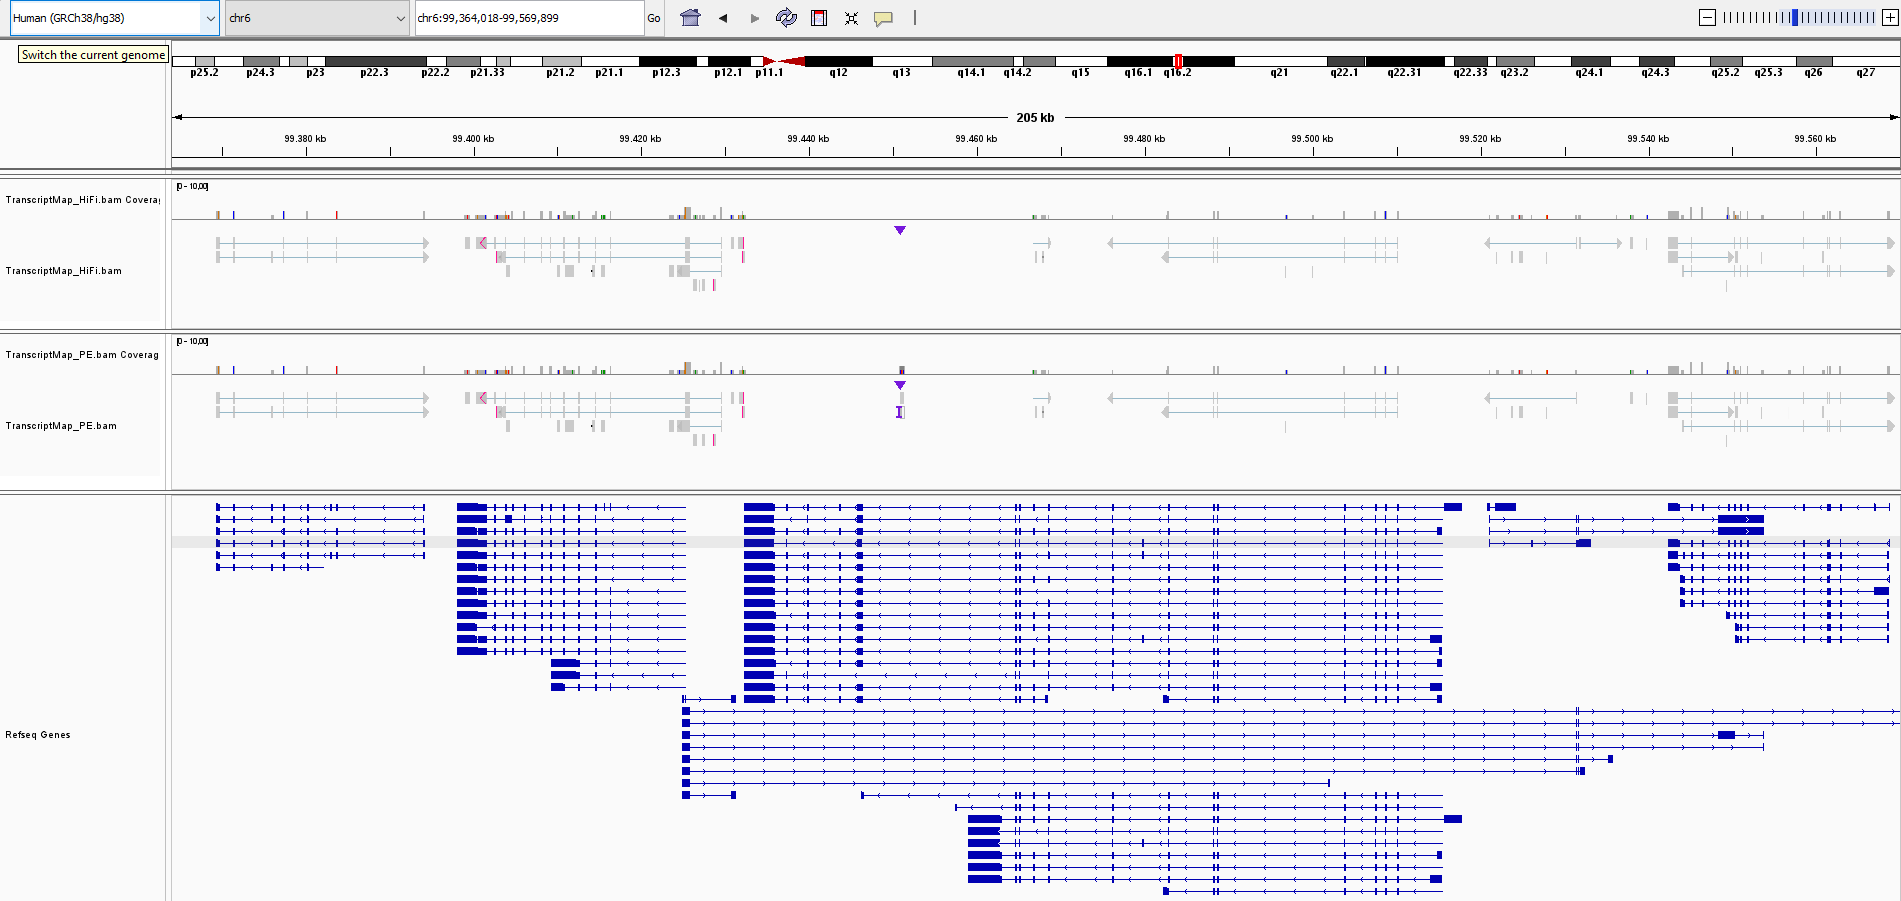 Human (GRCh38/hg38) chr6 chr6:99,364,018-99,569,899 Go
Switch the current genome
p25.2 p24.3 p23 p22.3 p22.2 p21.33 p21.2 p21.1 p12.3 p12.1 p11.1 q12 q13 q14.1 q14.2 q15 q16.1 q16.2 q21 q22.1 q22.31 q22.33 q23.2 q24.1 q24.3 q25.2 q25.3 q26 q27
205 kb
99.380 kb 99.400 kb 99.420 kb 99.440 kb 99.460 kb 99.480 kb 99.500 kb 99.520 kb 99.540 kb 99.560 kb
[0 - 10,00]
TranscriptMap_HiFi.bam Coverag
TranscriptMap_HiFi.bam
[0 - 10,00]
TranscriptMap_PE.bam Coverag
TranscriptMap_PE.bam
Refseq Genes